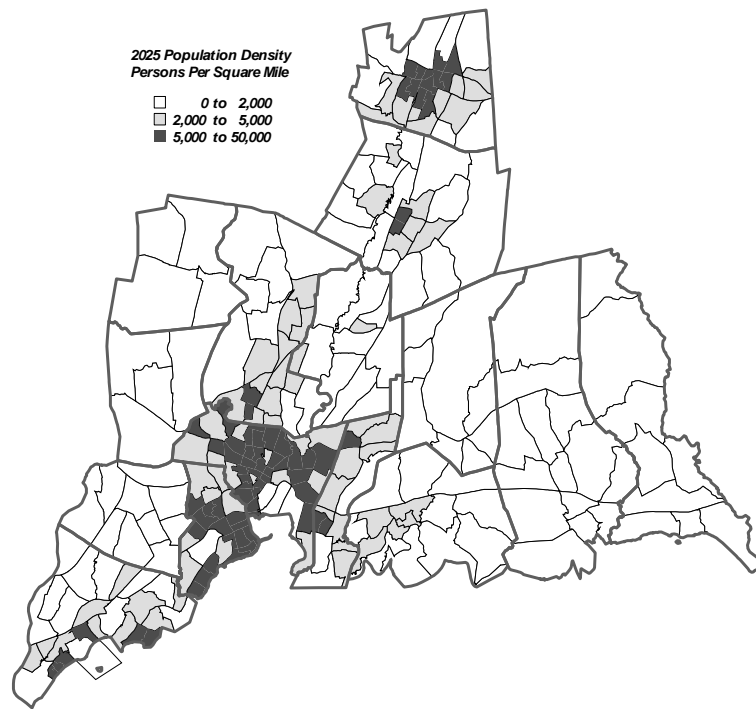 2025 Population Density
Persons Per Square Mile
0 to 2,000
2,000 to 5,000
5,000 to 50,000